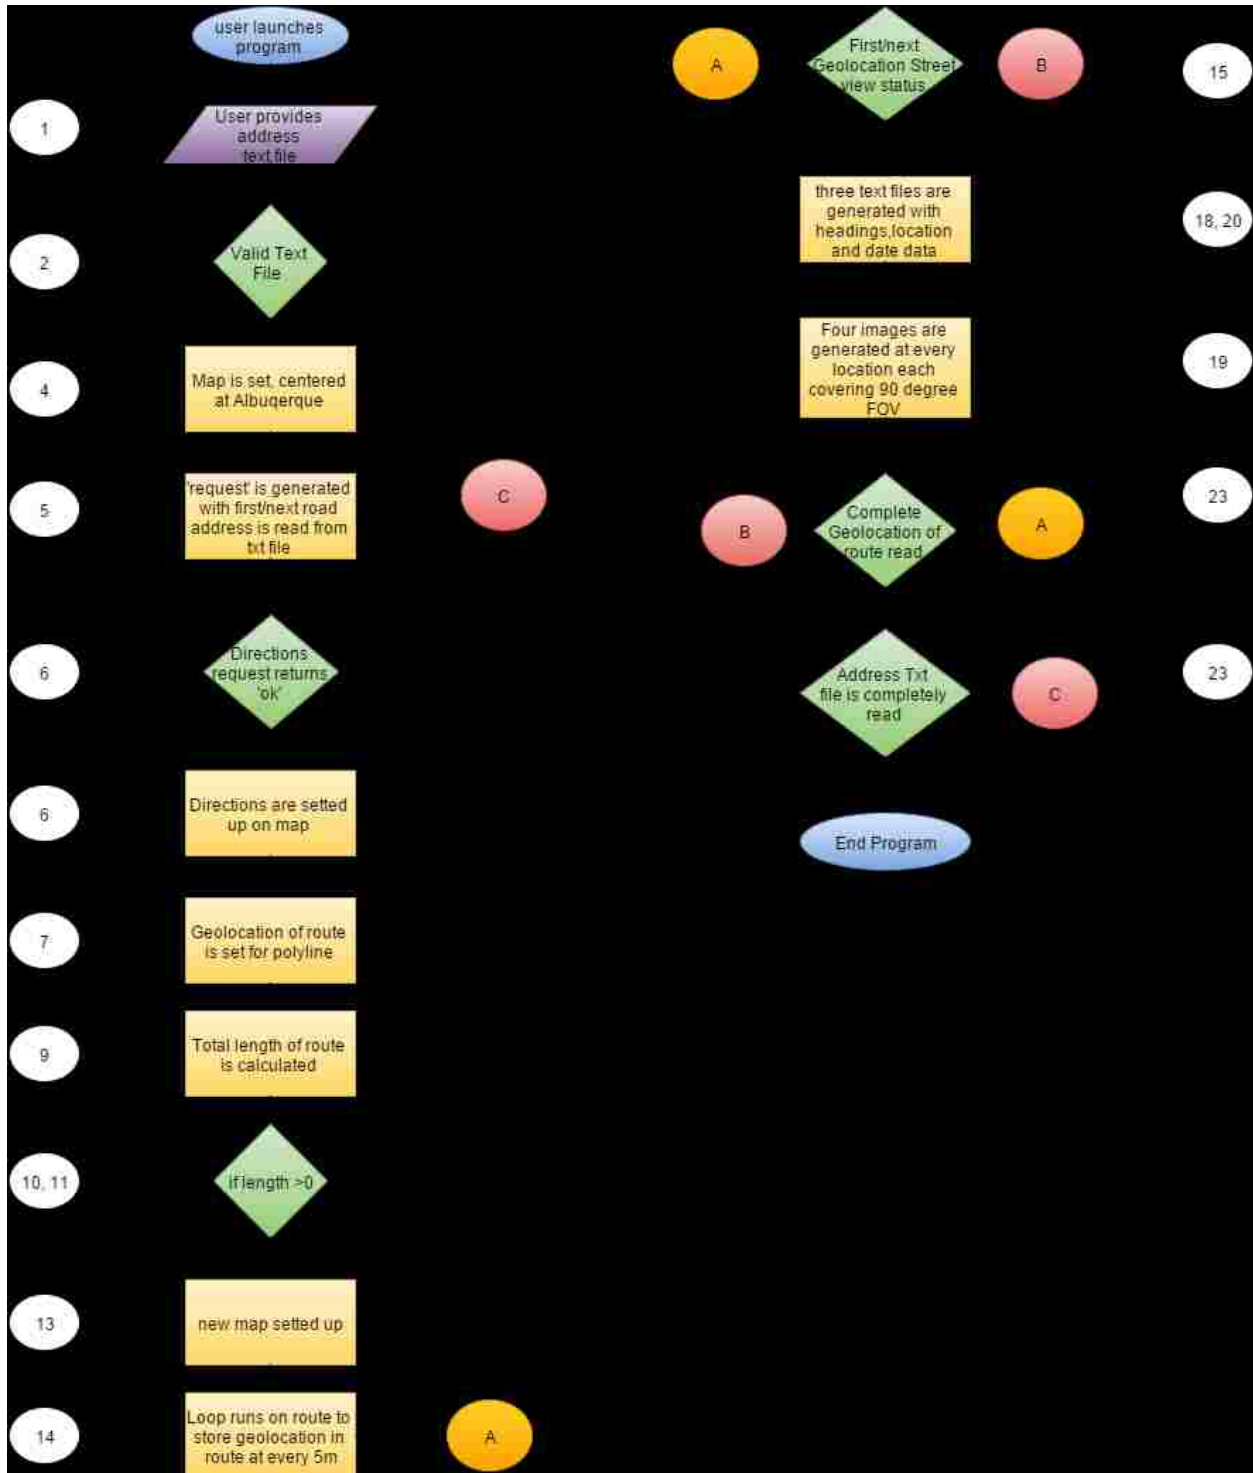 user launches
program
1
User provides
address
text,file
2
Valid Text
File
4
Map is set, centered
at Albuqerque
5
'request' is generated
with first/next road
address is read from
txt file
C
6
Directions
request returns
'ok'
6
Directions are setted
up on map
7
Geolocation of route
is set for polyline
9
Total length of route
is calculated
10, 11
if length >0
13
new map setted up
14
Loop runs on route to
store geolocation in
route at every 5m
A
A
First/next
Geolocation Street
view status
B
15
three text files are
generated with
headings,location
and date data
18, 20
Four images are
generated at every
location each
covering 90 degree
FOV
19
B
Complete
Geolocation of
route read
A
23
Address Txt
file is completely
read
C
23
End Program